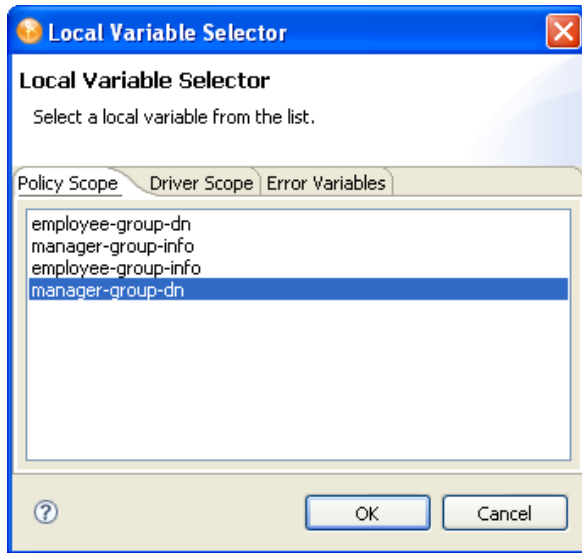 Local Variable Selector
Local Variable Selector
Select a local variable from the list.
Policy Scope Driver Scope Error Variables
employee-group-dn
manager-group-info
employee-group-info
manager-group-dn
? OK Cancel